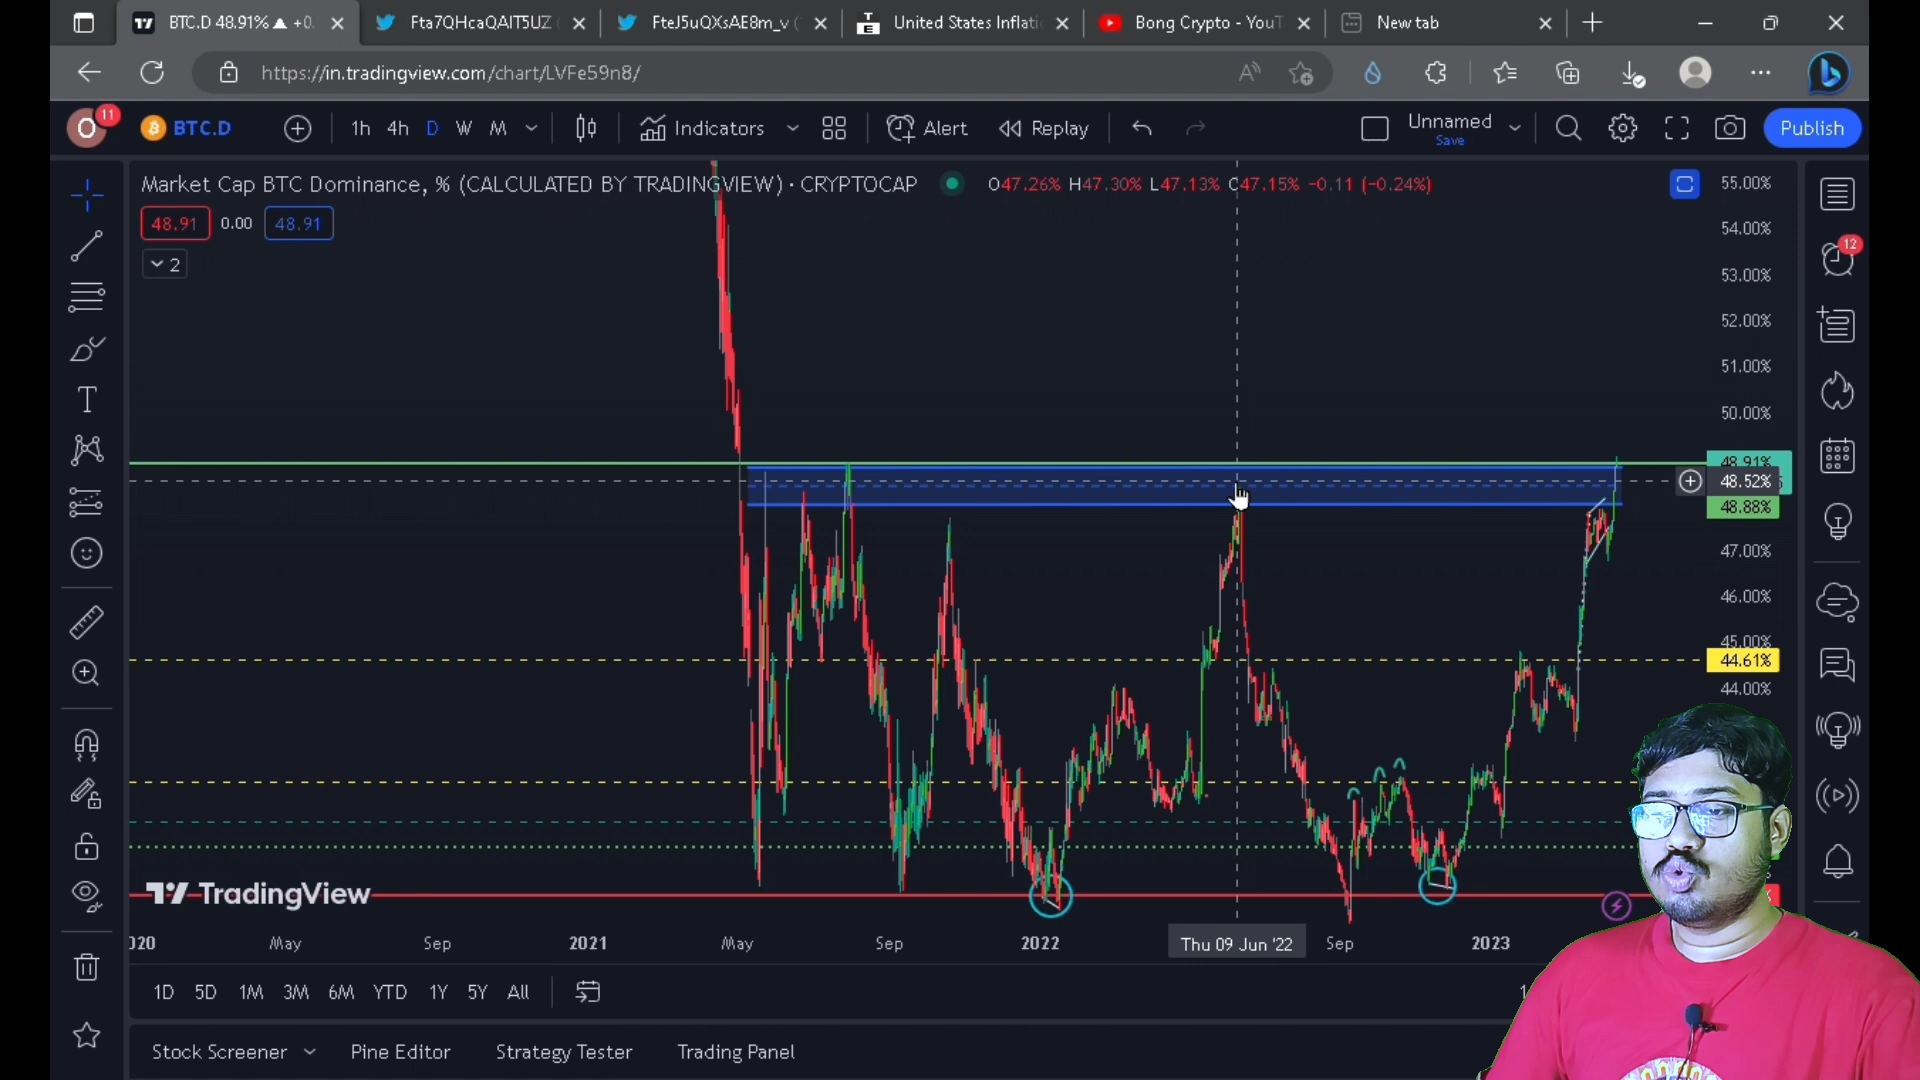 BTC.D 48.91% ▲ +0.
Fta7QHcaQAIT5UZ
FteJ5uQXsAE8m_v (
United States Inflati
Bong Crypto - YouT
New tab
https://in.tradingview.com/chart/LVFe59n8/
O 11
BTC.D
1h 4h D W M
Indicators
Alert
Replay
Unnamed
Save
Publish
Market Cap BTC Dominance, % (CALCULATED BY TRADINGVIEW) · CRYPTOCAP
O47.26% H47.30% L47.13% C47.15% −0.11 (−0.24%)
48.91 0.00 48.91
2
12
55.00%
54.00%
53.00%
52.00%
51.00%
50.00%
48.91%
48.52%
48.88%
47.00%
46.00%
45.00%
44.61%
44.00%
TradingView
May
Sep
2021
May
Sep
2022
Thu 09 Jun '22
Sep
2023
1D 5D 1M 3M 6M YTD 1Y 5Y All
Stock Screener
Pine Editor
Strategy Tester
Trading Panel